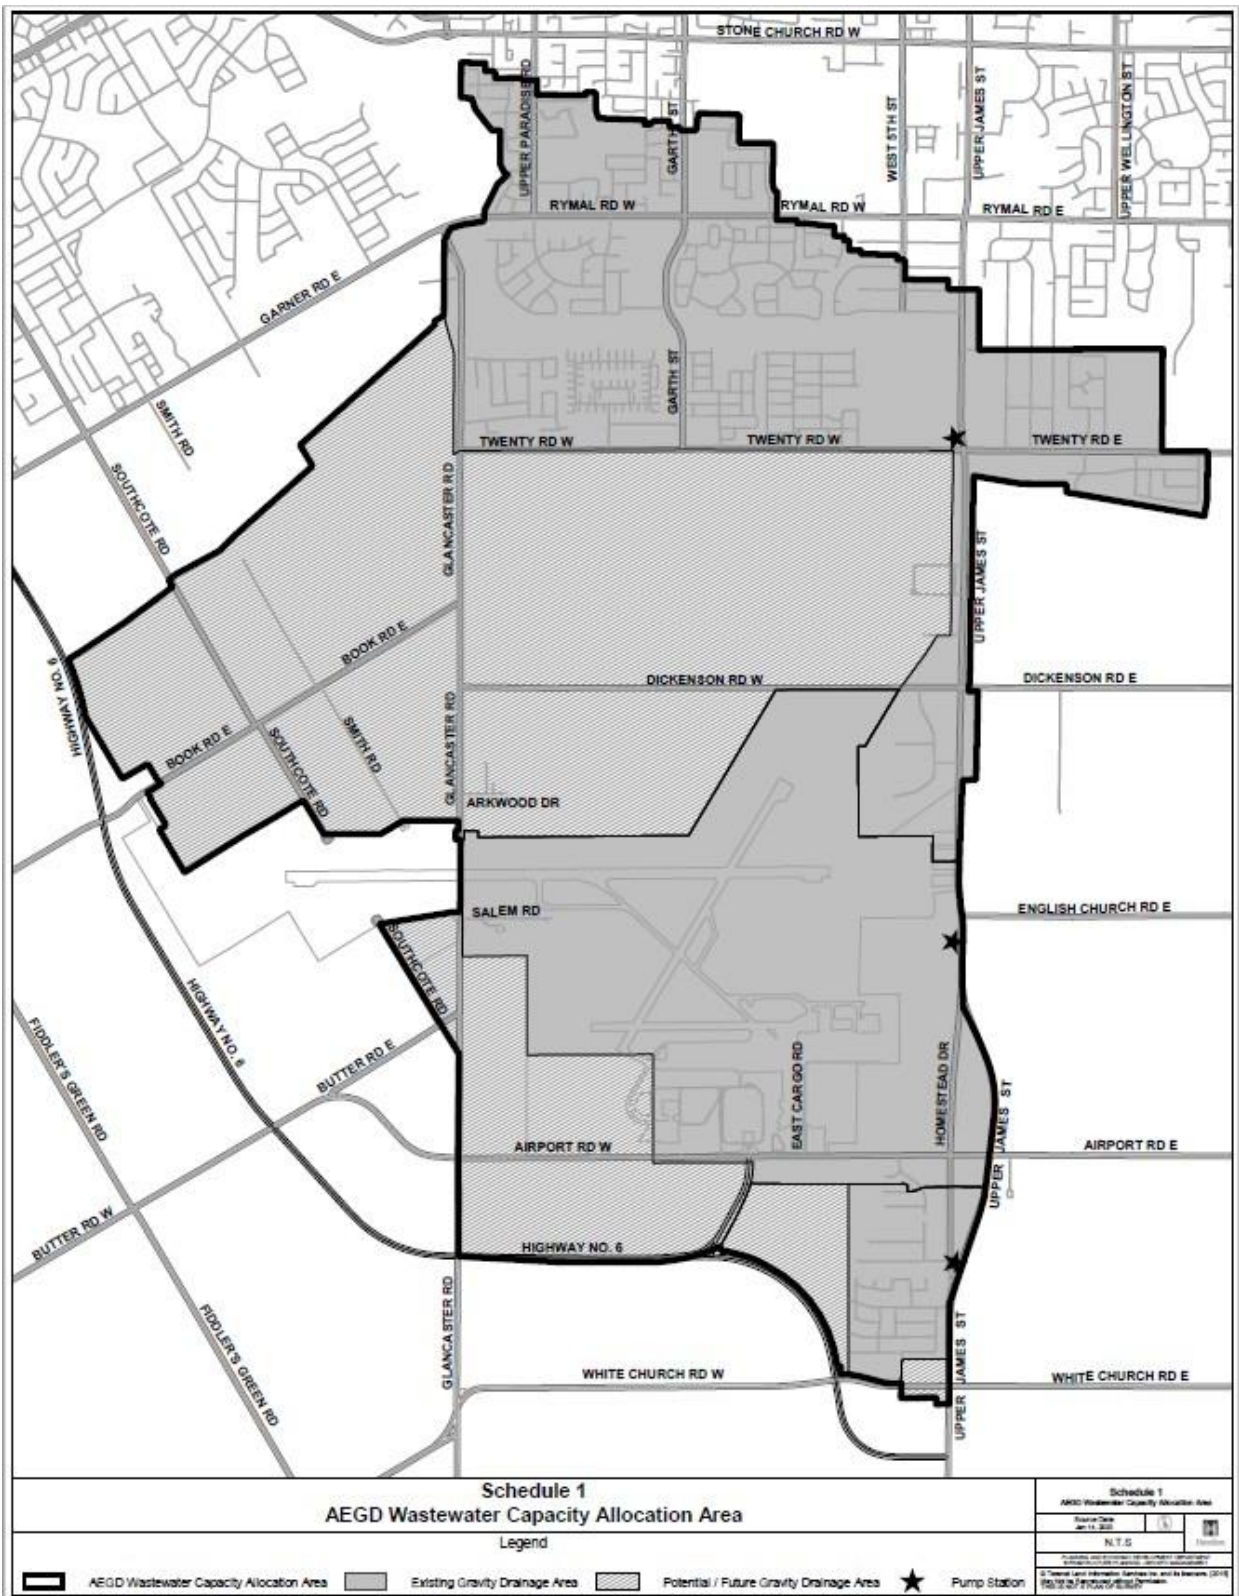 STONE CHURCH RD W
UPPER PARADISE RD
GARTH ST
WEST 5TH ST
UPPER JAMES ST
UPPER WELLINGTON ST
RYMAL RD W
RYMAL RD W
RYMAL RD E
GARNER RD E
SMITH RD
GARTH ST
TWENTY RD W
TWENTY RD W
TWENTY RD E
SOUTHCOTE RD
GLANCASTER RD
UPPER JAMES ST
BOOK RD E
HIGHWAY NO. 6
DICKENSON RD W
DICKENSON RD E
BOOK RD E
SOUTHCOTE RD
SMITH RD
GLANCASTER RD
ARKWOOD DR
SALEM RD
ENGLISH CHURCH RD E
SOUTHCOTE RD
HIGHWAY NO. 6
FIDDLER'S GREEN RD
BUTTER RD E
EAST CARGO RD
HOMESTEAD DR
UPPER JAMES ST
AIRPORT RD W
AIRPORT RD E
BUTTER RD W
HIGHWAY NO. 6
GLANCASTER RD
FIDDLER'S GREEN RD
WHITE CHURCH RD W
UPPER JAMES ST
WHITE CHURCH RD E
Schedule 1
AEGD Wastewater Capacity Allocation Area
Legend
AEGD Wastewater Capacity Allocation Area
Existing Gravity Drainage Area
Potential / Future Gravity Drainage Area
Pump Station
Schedule 1
AEGD Wastewater Capacity Allocation Area
N.T.S
Hamilton